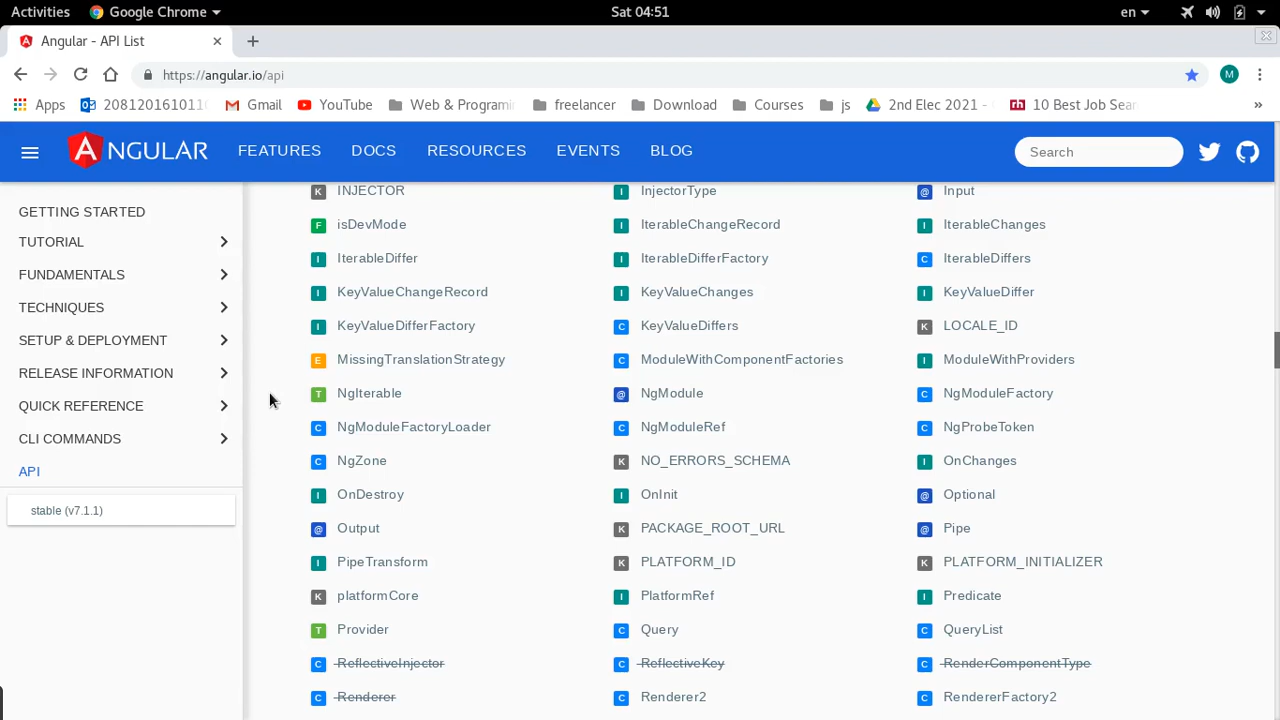 Activities Google Chrome Sat 04:51 en
Angular - API List
https://angular.io/api M
Apps 20812016101 Gmail YouTube Web & Programi freelancer Download Courses js 2nd Elec 2021 - 10 Best Job Sear »
ANGULAR FEATURES DOCS RESOURCES EVENTS BLOG Search
GETTING STARTED
TUTORIAL
FUNDAMENTALS
TECHNIQUES
SETUP & DEPLOYMENT
RELEASE INFORMATION
QUICK REFERENCE
CLI COMMANDS
API
stable (v7.1.1)
K INJECTOR I InjectorType @ Input
F isDevMode I IterableChangeRecord I IterableChanges
I IterableDiffer I IterableDifferFactory C IterableDiffers
I KeyValueChangeRecord I KeyValueChanges I KeyValueDiffer
I KeyValueDifferFactory C KeyValueDiffers K LOCALE_ID
E MissingTranslationStrategy C ModuleWithComponentFactories I ModuleWithProviders
T NgIterable @ NgModule C NgModuleFactory
C NgModuleFactoryLoader C NgModuleRef C NgProbeToken
C NgZone K NO_ERRORS_SCHEMA I OnChanges
I OnDestroy I OnInit @ Optional
@ Output K PACKAGE_ROOT_URL @ Pipe
I PipeTransform K PLATFORM_ID K PLATFORM_INITIALIZER
K platformCore C PlatformRef I Predicate
T Provider C Query C QueryList
C ReflectiveInjector C ReflectiveKey C RenderComponentType
C Renderer C Renderer2 C RendererFactory2